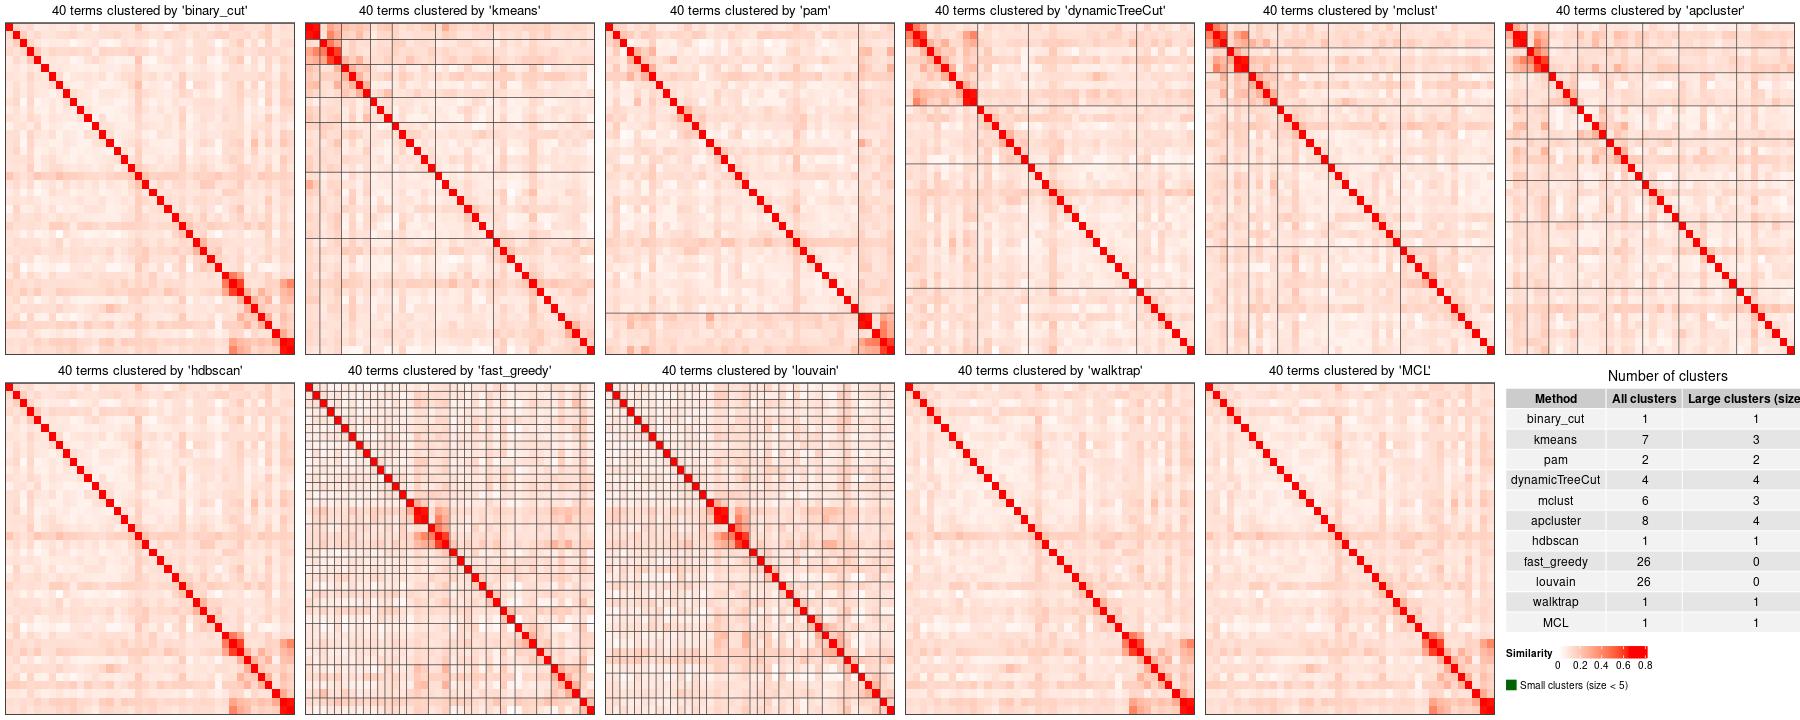 40 terms clustered by 'binary_cut'
40 terms clustered by 'kmeans'
40 terms clustered by 'pam'
40 terms clustered by 'dynamicTreeCut'
40 terms clustered by 'mclust'
40 terms clustered by 'apcluster'
40 terms clustered by 'hdbscan'
40 terms clustered by 'fast_greedy'
40 terms clustered by 'louvain'
40 terms clustered by 'walktrap'
40 terms clustered by 'MCL'
Number of clusters
Method All clusters Large clusters (size
binary_cut 1 1
kmeans 7 3
pam 2 2
dynamicTreeCut 4 4
mclust 6 3
apcluster 8 4
hdbscan 1 1
fast_greedy 26 0
louvain 26 0
walktrap 1 1
MCL 1 1
Similarity
0 0.2 0.4 0.6 0.8
Small clusters (size < 5)